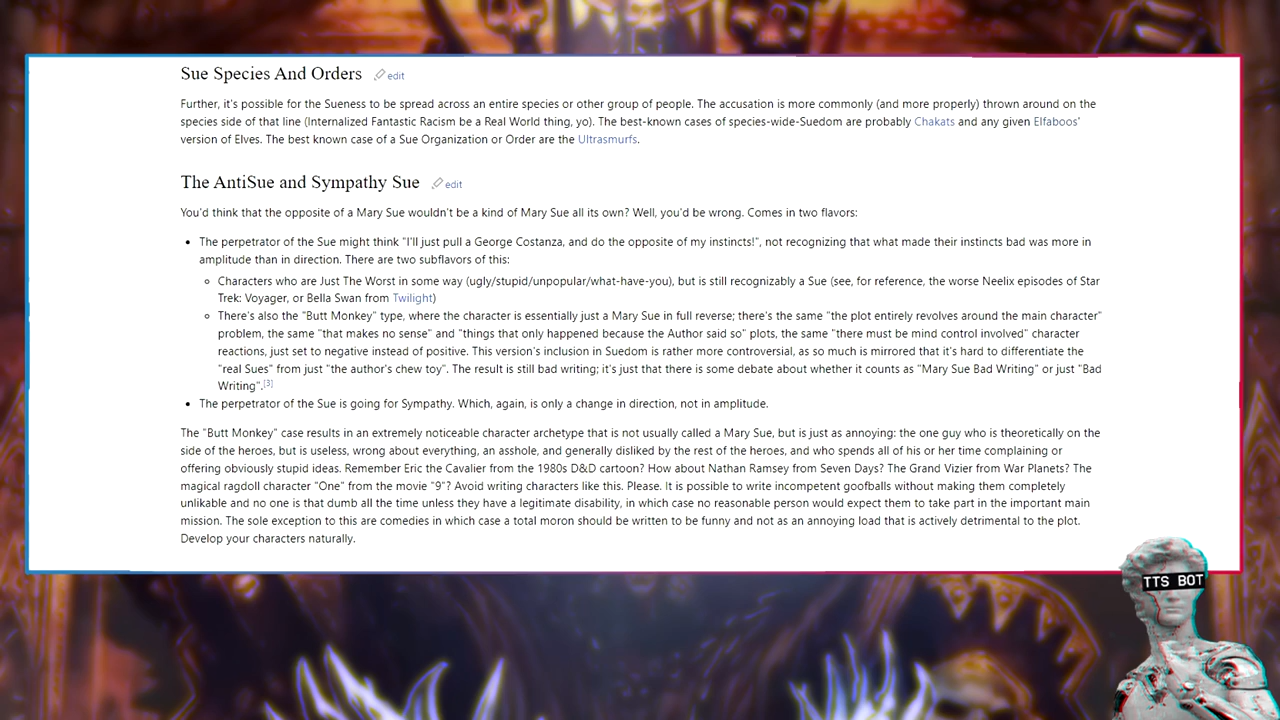 Sue Species And Orders edit
Further, it's possible for the Sueness to be spread across an entire species or other group of people. The accusation is more commonly (and more properly) thrown around on the
species side of that line (Internalized Fantastic Racism be a Real World thing, yo). The best-known cases of species-wide-Suedom are probably Chakats and any given Elfaboos'
version of Elves. The best known case of a Sue Organization or Order are the Ultrasmurfs.
The AntiSue and Sympathy Sue edit
You'd think that the opposite of a Mary Sue wouldn't be a kind of Mary Sue all its own? Well, you'd be wrong. Comes in two flavors:
• The perpetrator of the Sue might think "I'll just pull a George Costanza, and do the opposite of my instincts!", not recognizing that what made their instincts bad was more in
amplitude than in direction. There are two subflavors of this:
◦ Characters who are Just The Worst in some way (ugly/stupid/unpopular/what-have-you), but is still recognizably a Sue (see, for reference, the worse Neelix episodes of Star
Trek: Voyager, or Bella Swan from Twilight)
◦ There's also the "Butt Monkey" type, where the character is essentially just a Mary Sue in full reverse; there's the same "the plot entirely revolves around the main character"
problem, the same "that makes no sense" and "things that only happened because the Author said so" plots, the same "there must be mind control involved" character
reactions, just set to negative instead of positive. This version's inclusion in Suedom is rather more controversial, as so much is mirrored that it's hard to differentiate the
"real Sues" from just "the author's chew toy". The result is still bad writing; it's just that there is some debate about whether it counts as "Mary Sue Bad Writing" or just "Bad
Writing".[3]
• The perpetrator of the Sue is going for Sympathy. Which, again, is only a change in direction, not in amplitude.
The "Butt Monkey" case results in an extremely noticeable character archetype that is not usually called a Mary Sue, but is just as annoying: the one guy who is theoretically on the
side of the heroes, but is useless, wrong about everything, an asshole, and generally disliked by the rest of the heroes, and who spends all of his or her time complaining or
offering obviously stupid ideas. Remember Eric the Cavalier from the 1980s D&D cartoon? How about Nathan Ramsey from Seven Days? The Grand Vizier from War Planets? The
magical ragdoll character "One" from the movie "9"? Avoid writing characters like this. Please. It is possible to write incompetent goofballs without making them completely
unlikable and no one is that dumb all the time unless they have a legitimate disability, in which case no reasonable person would expect them to take part in the important main
mission. The sole exception to this are comedies in which case a total moron should be written to be funny and not as an annoying load that is actively detrimental to the plot.
Develop your characters naturally.
TTS BOT